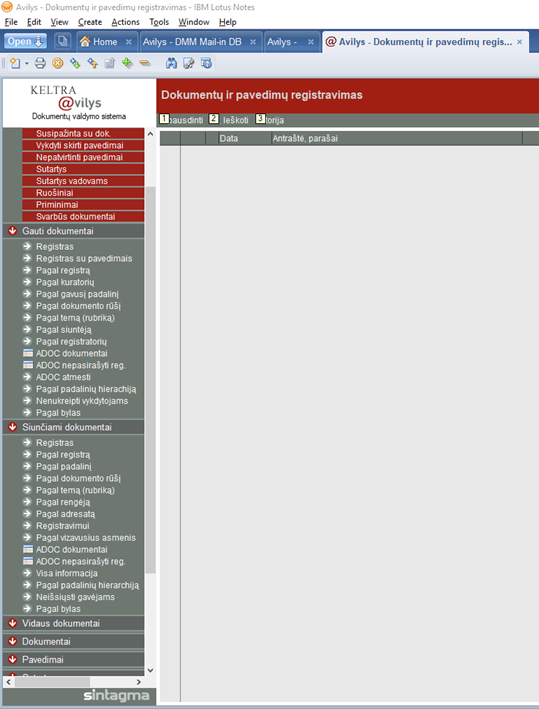 Avilys - Dokumentų ir pavedimų registravimas - IBM Lotus Notes
File Edit View Create Actions Tools Window Help
Open Home Avilys - DMM Mail-in DB Avilys - @ Avilys - Dokumentų ir pavedimų regis...
KELTRA
@vilys
Dokumentų valdymo sistema
Dokumentų ir pavedimų registravimas
1 pausdinti 2 Ieškoti 3 torija
Data Antraštė, parašai
Susipažinta su dok.
Vykdyti skirti pavedimai
Nepatvirtinti pavedimai
Sutartys
Sutartys vadovams
Ruošiniai
Priminimai
Svarbūs dokumentai
Gauti dokumentai
Registras
Registras su pavedimais
Pagal registrą
Pagal kuratorių
Pagal gavusį padalinį
Pagal dokumento rūšį
Pagal temą (rubriką)
Pagal siuntėją
Pagal registratorių
ADOC dokumentai
ADOC nepasirašyti reg.
ADOC atmesti
Pagal padalinių hierachiją
Nenukreipti vykdytojams
Pagal bylas
Siunčiami dokumentai
Registras
Pagal registrą
Pagal padalinį
Pagal dokumento rūšį
Pagal temą (rubriką)
Pagal rengėją
Pagal adresatą
Registravimui
Pagal vizavusius asmenis
ADOC dokumentai
ADOC nepasirašyti reg.
Visa informacija
Pagal padalinių hierarchiją
Neišsiųsti gavėjams
Pagal bylas
Vidaus dokumentai
Dokumentai
Pavedimai
sintagma